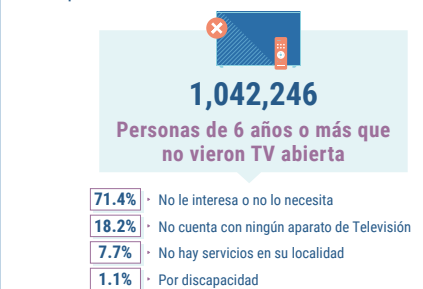 1,042,246
Personas de 6 años o más que
no vieron TV abierta
71.4% No le interesa o no lo necesita
18.2% No cuenta con ningún aparato de Televisión
7.7% No hay servicios en su localidad
1.1% Por discapacidad